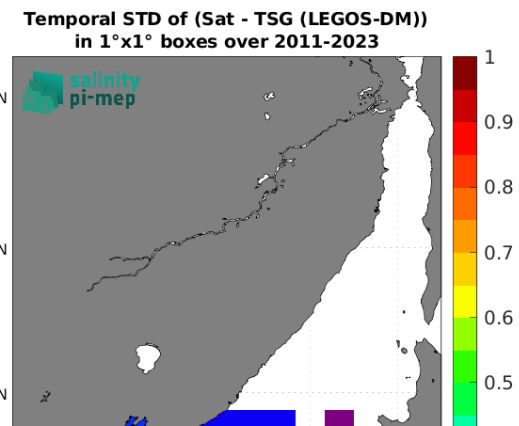 Temporal STD of (Sat - TSG (LEGOS-DM))
in 1°x1° boxes over 2011-2023
salinity
pi-mep
1
0.9
0.8
0.7
0.6
0.5
N
N
N